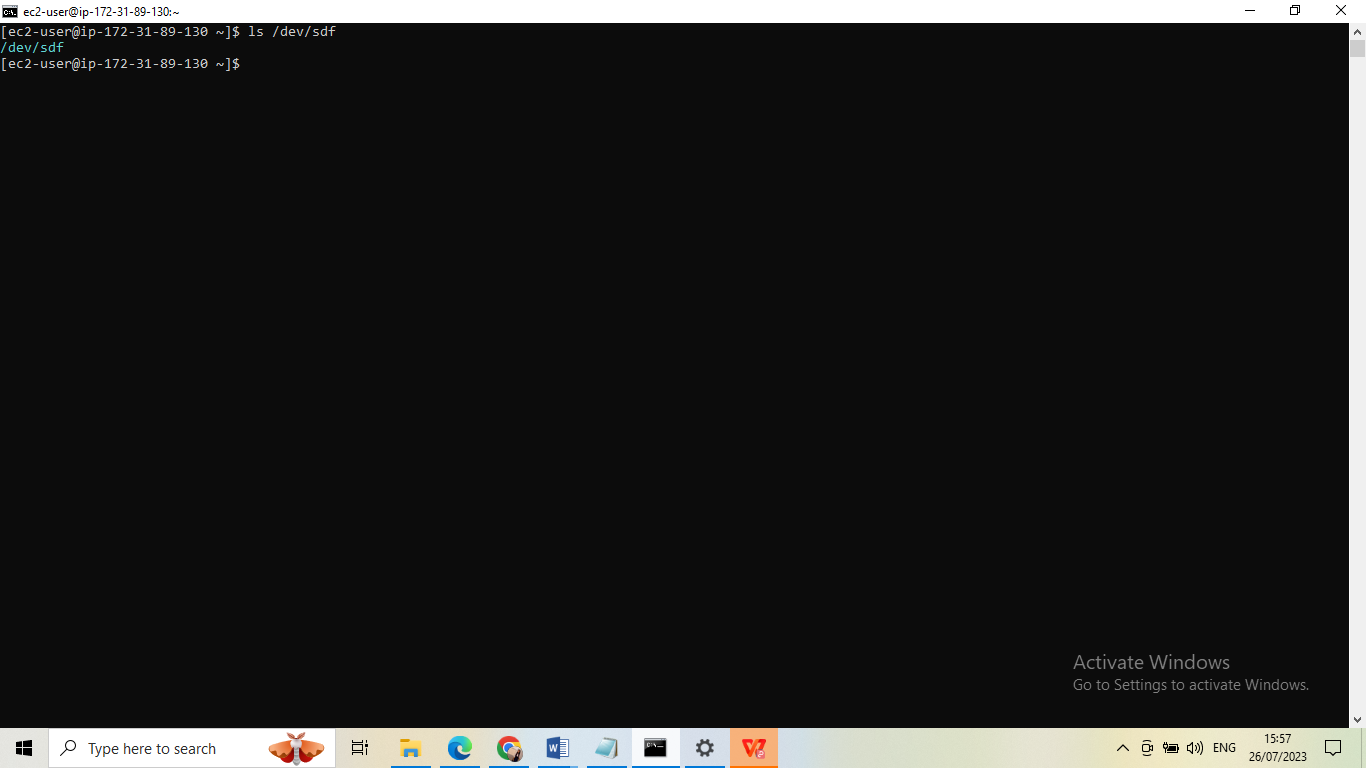 ec2-user@ip-172-31-89-130:~
[ec2-user@ip-172-31-89-130 ~]$ ls /dev/sdf
/dev/sdf
[ec2-user@ip-172-31-89-130 ~]$
Activate Windows
Go to Settings to activate Windows.
Type here to search
ENG
15:57
26/07/2023